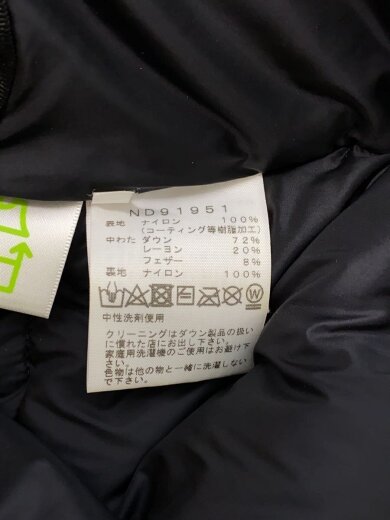 ND91951
表地 ナイロン 100%
(コーティング等樹脂加工)
中わた ダウン 72%
レーヨン 20%
フェザー 8%
裏地 ナイロン 100%
中性洗剤使用
クリーニングはダウン製品の扱い
に慣れた店にお出し下さい。
家庭用洗濯機のご使用はお避け下
さい。
色物は他の物と一緒に洗濯しない
で下さい。